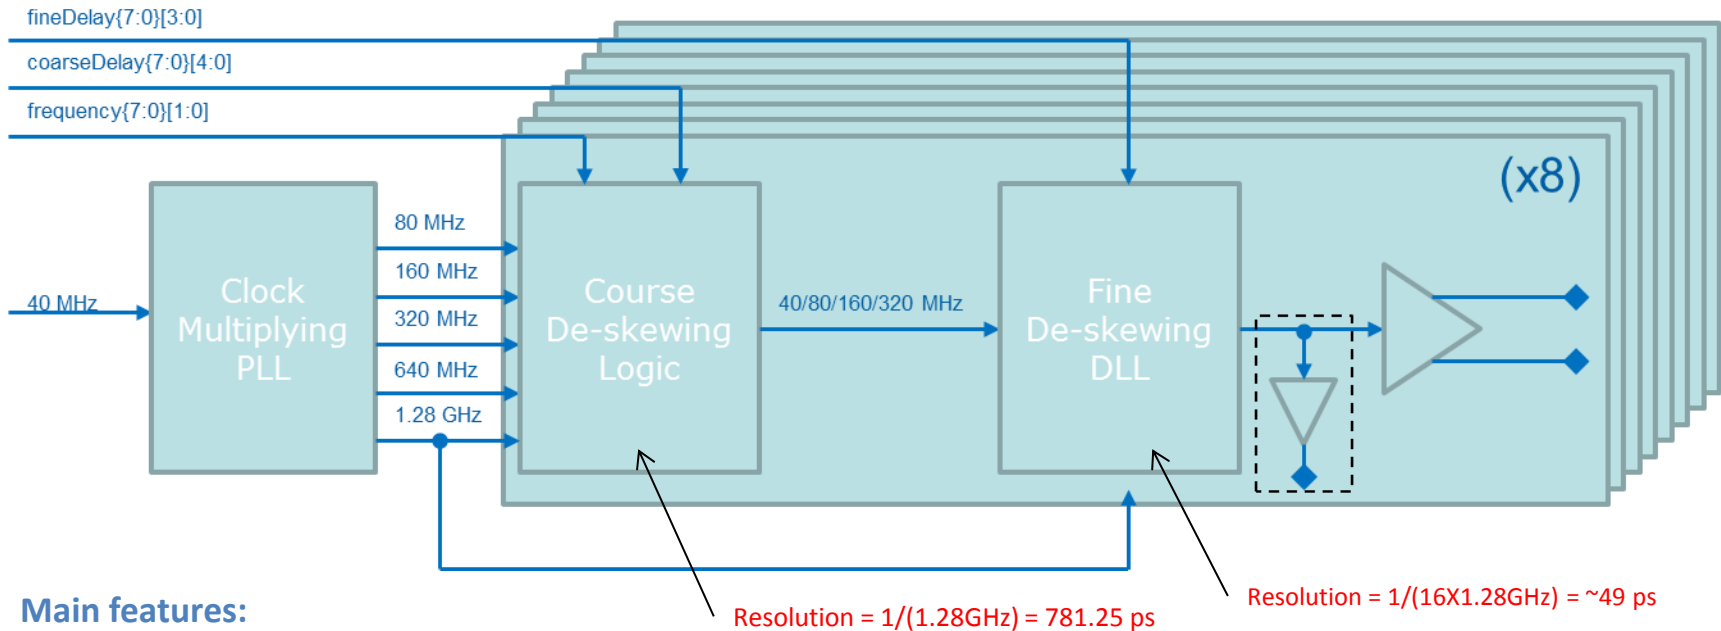 fineDelay{7:0}[3:0]
coarseDelay{7:0}[4:0]
frequency{7:0}[1:0]
(x8)
40 MHz
Clock
Multiplying
PLL
80 MHz
160 MHz
320 MHz
640 MHz
1.28 GHz
Course
De-skewing
Logic
40/80/160/320 MHz
Fine
De-skewing
DLL
Main features:
Resolution = 1/(1.28GHz) = 781.25 ps
Resolution = 1/(16X1.28GHz) = ~49 ps